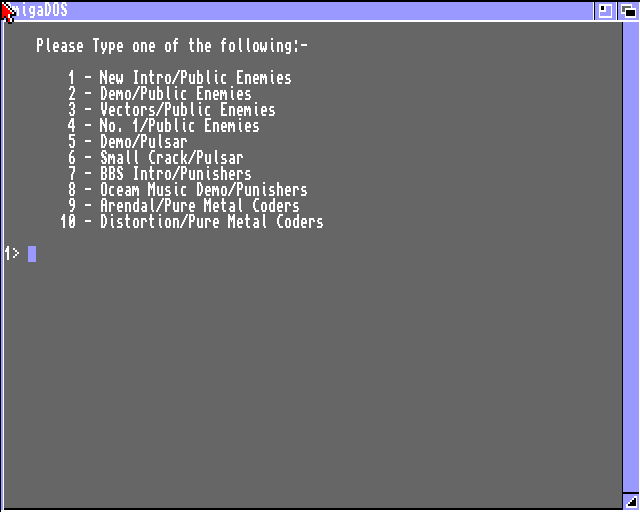 AmigaDOS
Please Type one of the following:-
1 - New Intro/Public Enemies
2 - Demo/Public Enemies
3 - Vectors/Public Enemies
4 - No. 1/Public Enemies
5 - Demo/Pulsar
6 - Small Crack/Pulsar
7 - BBS Intro/Punishers
8 - Oceam Music Demo/Punishers
9 - Arendal/Pure Metal Coders
10 - Distortion/Pure Metal Coders
1>